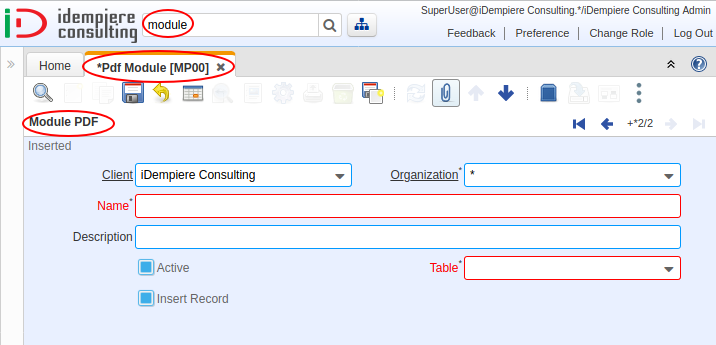 SuperUser@iDempiere Consulting.*/iDempiere Consulting Admin
idempiere
consulting
module
Feedback Preference Change Role Log Out
Home *Pdf Module [MP00]
Module PDF +*2/2
Inserted
Client iDempiere Consulting Organization* *
Name*
Description
Active Table*
Insert Record